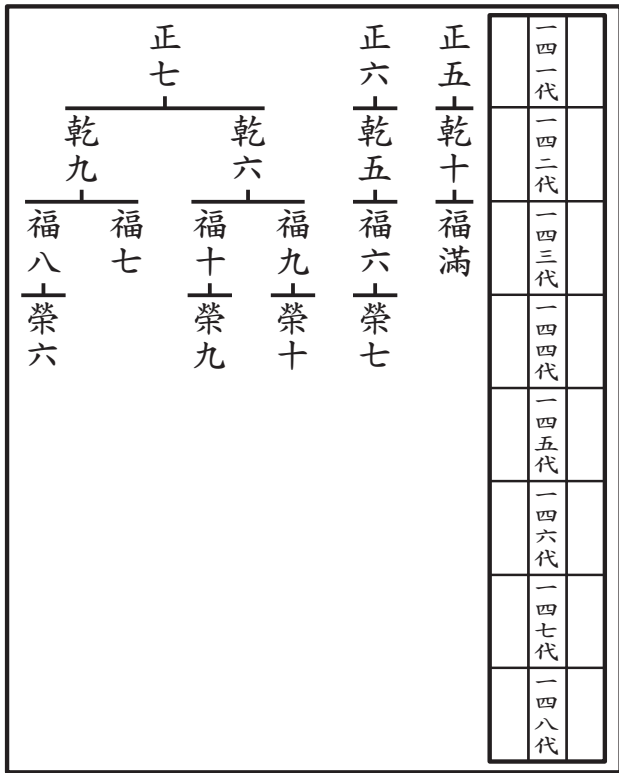 一四一代
一四二代
一四三代
一四四代
一四五代
一四六代
一四七代
一四八代
正五
乾十
福滿
正六
乾五
福六
榮七
正七
乾六
福九
榮十
福十
榮九
乾九
福七
福八
榮六